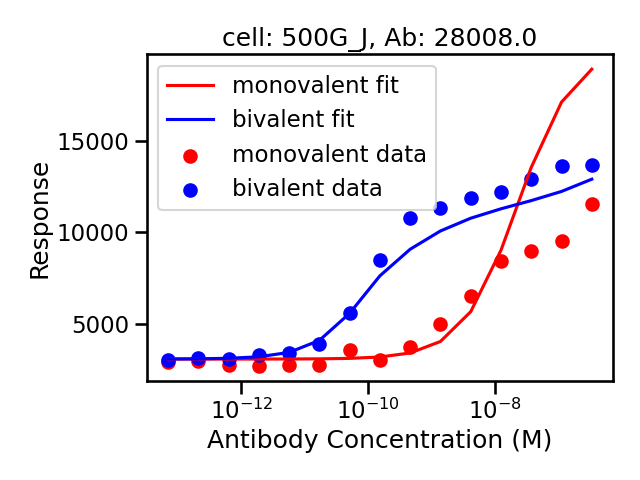 cell: 500G_J, Ab: 28008.0
monovalent fit
bivalent fit
monovalent data
bivalent data
Response
15000
10000
5000
10⁻¹² 10⁻¹⁰ 10⁻⁸
Antibody Concentration (M)